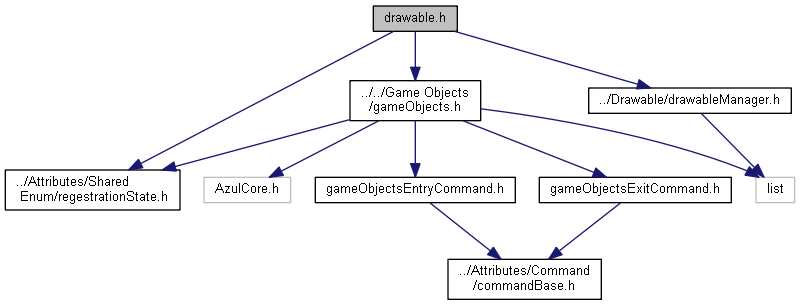 drawable.h
../../Game Objects
/gameObjects.h
../Drawable/drawableManager.h
../Attributes/Shared
Enum/regestrationState.h
AzulCore.h
gameObjectsEntryCommand.h
gameObjectsExitCommand.h
list
../Attributes/Command
/commandBase.h